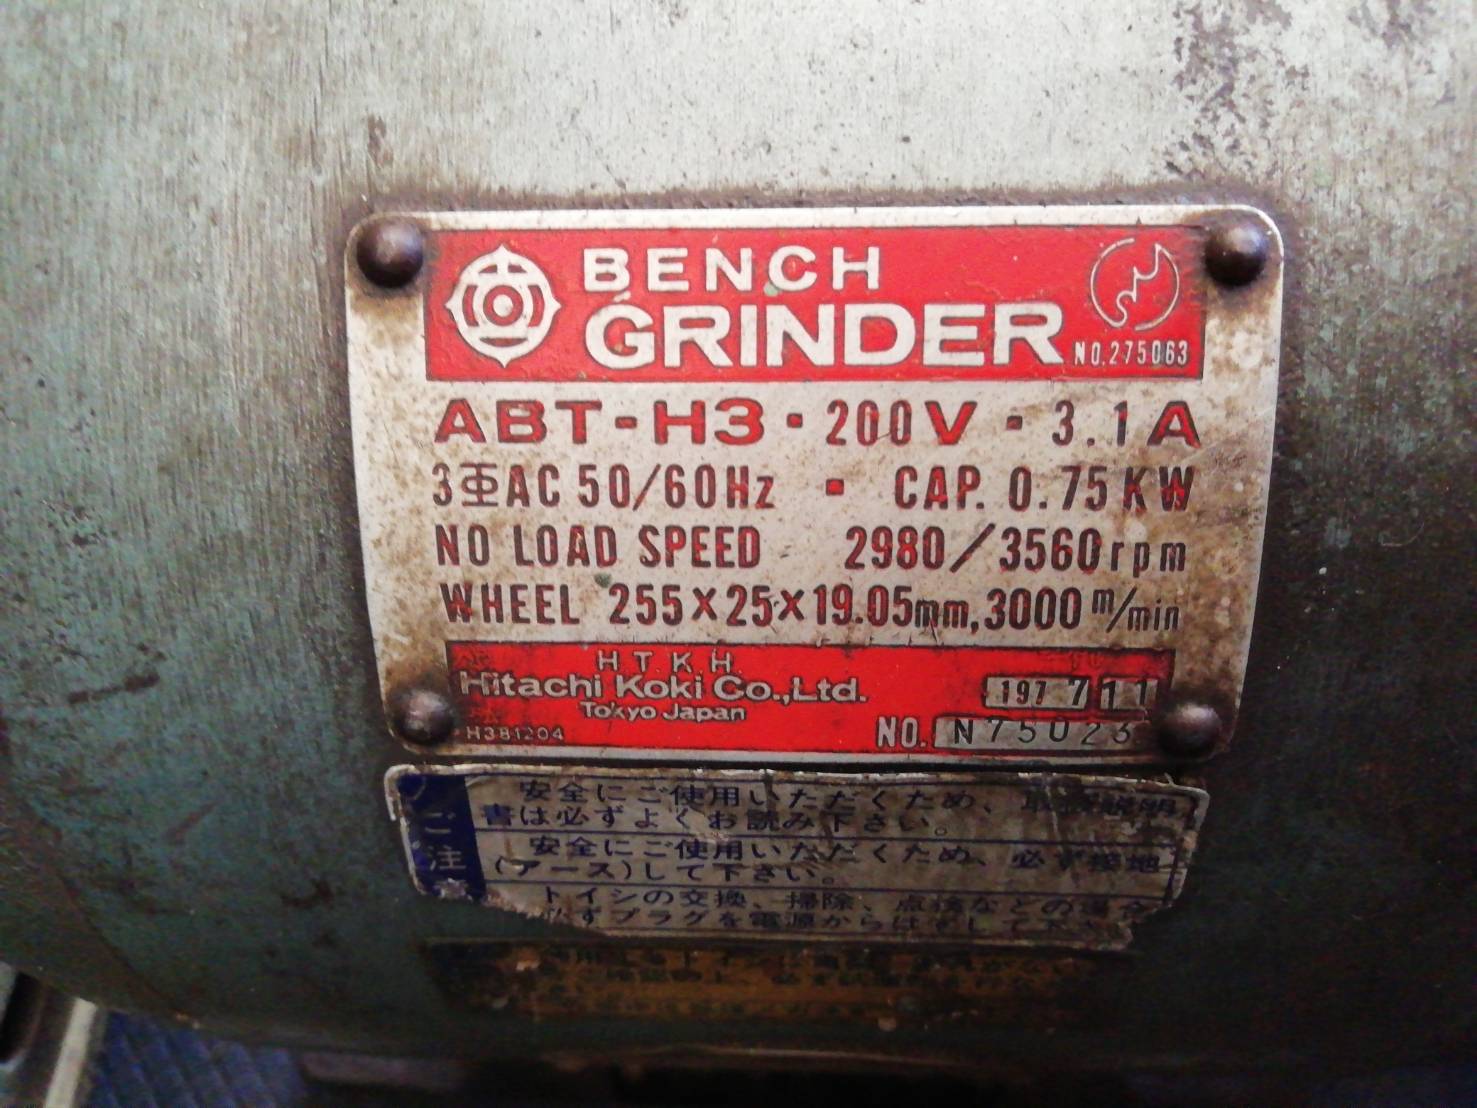 BENCH
GRINDER
NO.275063
ABT-H3・200V・3.1A
3⾣AC 50/60Hz ・ CAP. 0.75KW
NO LOAD SPEED 2980/3560rpm
WHEEL 255×25×19.05mm,3000m/min
H.T.K.H.
Hitachi Koki Co.,Ltd.
Tokyo Japan
197 7 11
H381204
NO. N75023
ご注
安全にご使用いただくため、取扱説明
書は必ずよくお読み下さい。
安全にご使用いただくため、必ず接地
(アース)して下さい。
トイシの交換、掃除、点検などの場合
必ずプラグを電源からはずして下さ